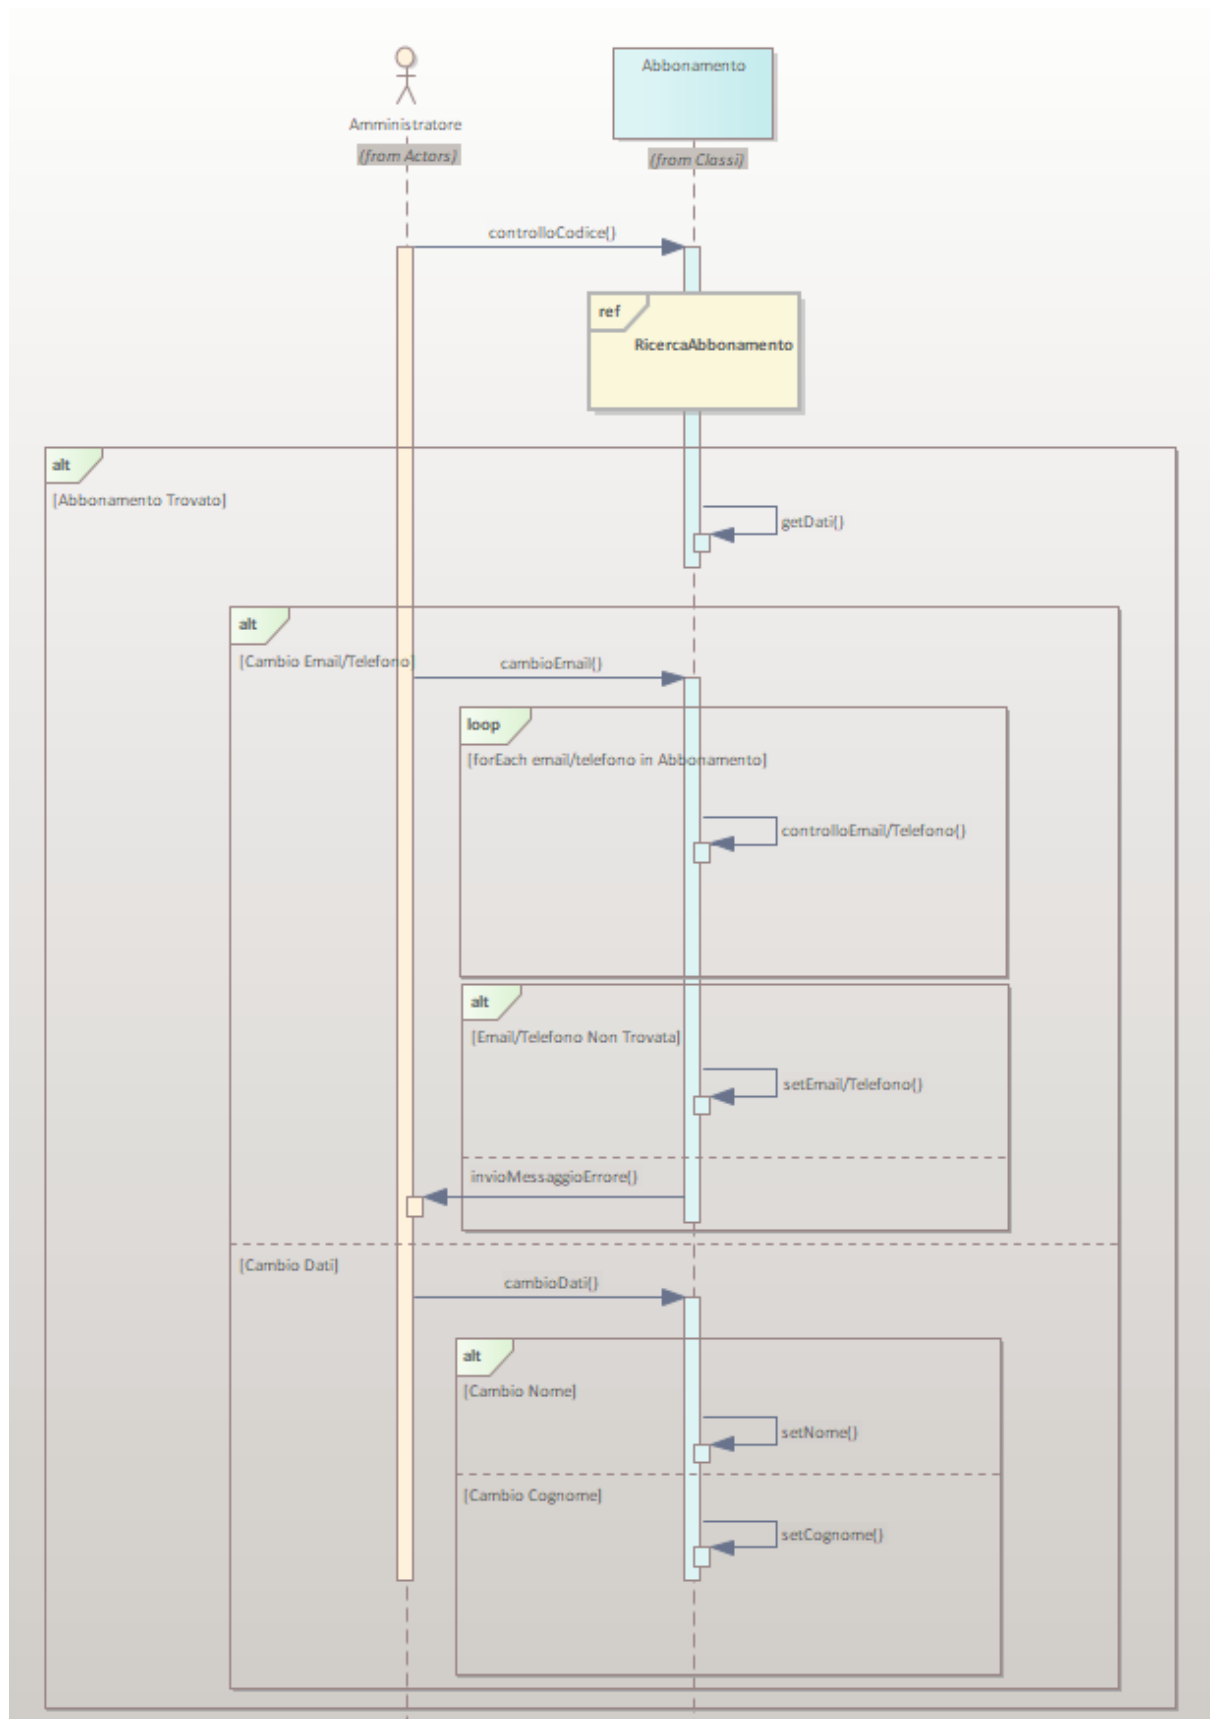 Abbonamento
Amministratore
(from Actors)
(from Classi)
controlloCodice()
ref
RicercaAbbonamento
alt
[Abbonamento Trovato]
getDati()
alt
[Cambio Email/Telefono]
cambioEmail()
loop
[forEach email/telefono in Abbonamento]
controlloEmail/Telefono()
alt
[Email/Telefono Non Trovata]
setEmail/Telefono()
invioMessaggioErrore()
[Cambio Dati]
cambioDati()
alt
[Cambio Nome]
setNome()
[Cambio Cognome]
setCognome()